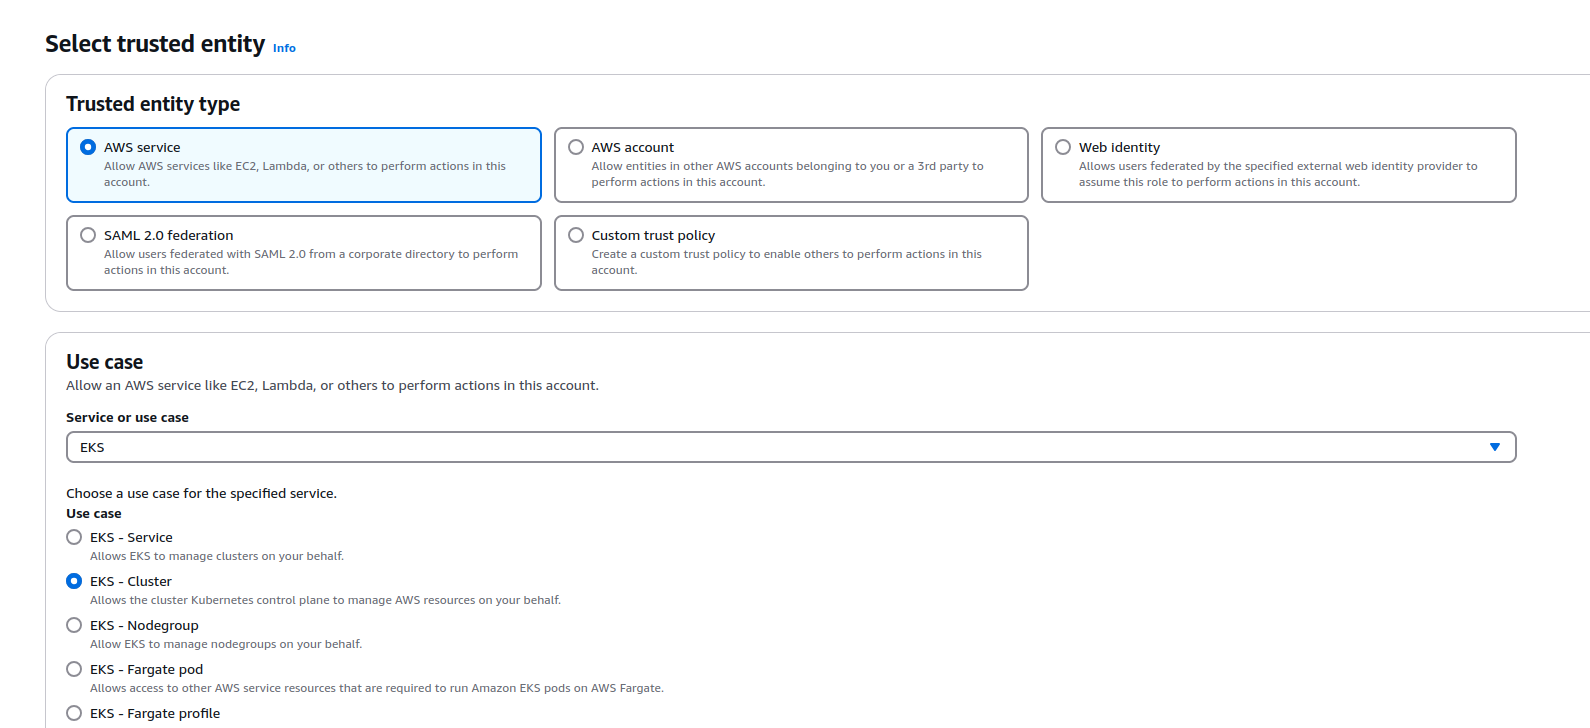 Select trusted entity Info
Trusted entity type
AWS service
Allow AWS services like EC2, Lambda, or others to perform actions in this
account.
AWS account
Allow entities in other AWS accounts belonging to you or a 3rd party to
perform actions in this account.
Web identity
Allows users federated by the specified external web identity provider to
assume this role to perform actions in this account.
SAML 2.0 federation
Allow users federated with SAML 2.0 from a corporate directory to perform
actions in this account.
Custom trust policy
Create a custom trust policy to enable others to perform actions in this
account.
Use case
Allow an AWS service like EC2, Lambda, or others to perform actions in this account.
Service or use case
EKS
Choose a use case for the specified service.
Use case
EKS - Service
Allows EKS to manage clusters on your behalf.
EKS - Cluster
Allows the cluster Kubernetes control plane to manage AWS resources on your behalf.
EKS - Nodegroup
Allow EKS to manage nodegroups on your behalf.
EKS - Fargate pod
Allows access to other AWS service resources that are required to run Amazon EKS pods on AWS Fargate.
EKS - Fargate profile